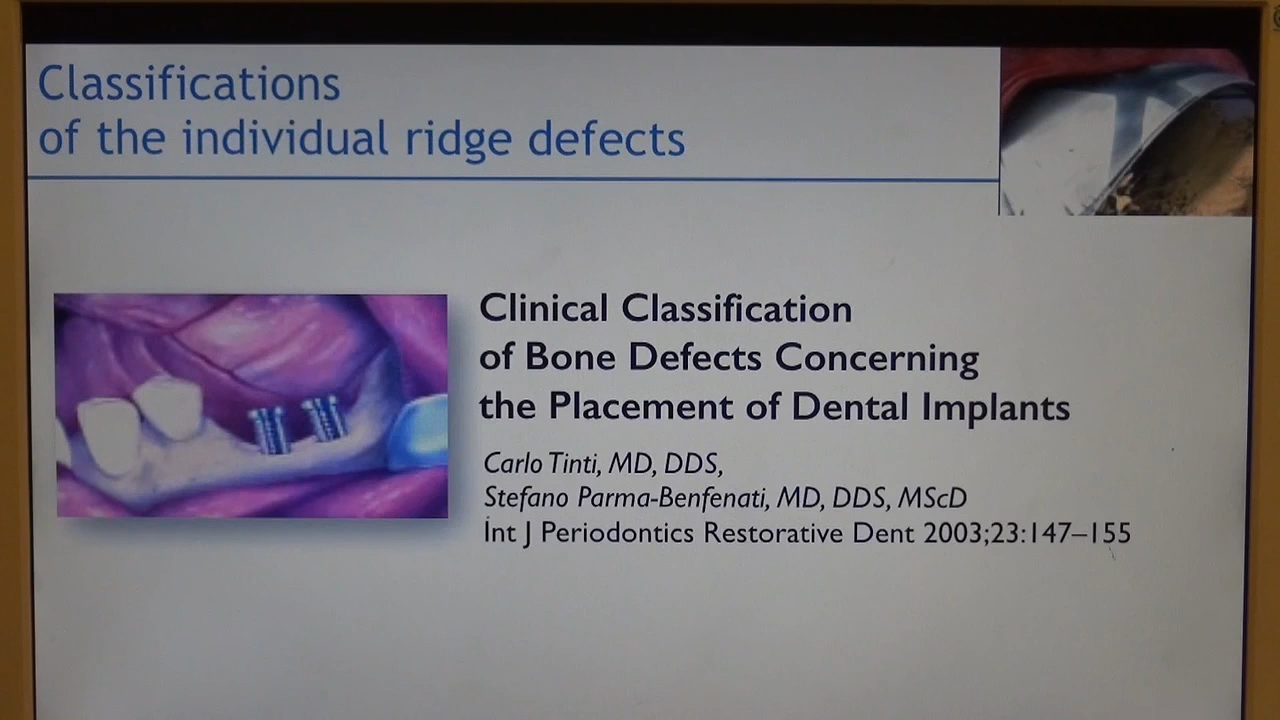 Classifications
of the individual ridge defects
Clinical Classification
of Bone Defects Concerning
the Placement of Dental Implants
Carlo Tinti, MD, DDS,
Stefano Parma-Benfenati, MD, DDS, MScD
Int J Periodontics Restorative Dent 2003;23:147–155